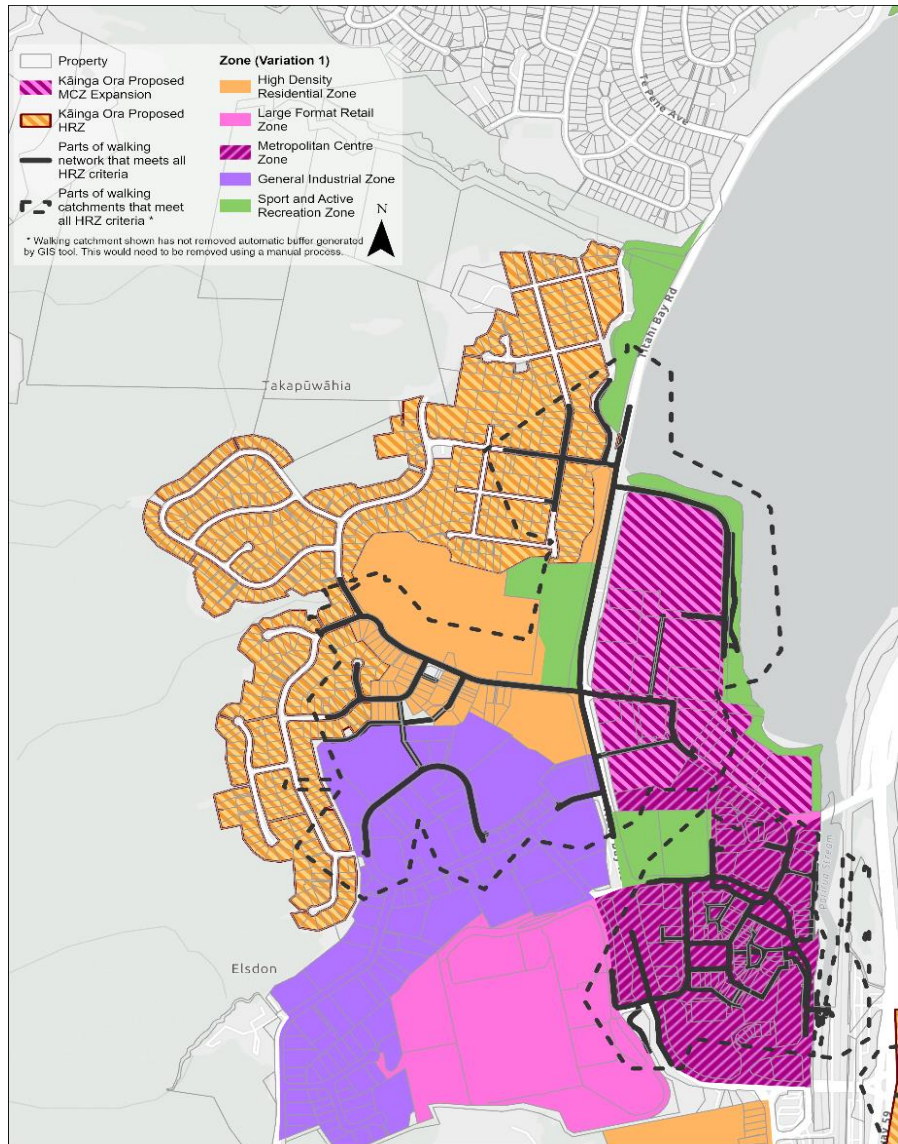 Property
Kāinga Ora Proposed
MCZ Expansion
Kāinga Ora Proposed
HRZ
Parts of walking
network that meets all
HRZ criteria
Parts of walking
catchments that meet
all HRZ criteria *
* Walking catchment shown has not removed automatic buffer generated
by GIS tool. This would need to be removed using a manual process.
Zone (Variation 1)
High Density
Residential Zone
Large Format Retail
Zone
Metropolitan Centre
Zone
General Industrial Zone
Sport and Active
Recreation Zone
N
Te Pene Ave
Titahi Bay Rd
Takapūwāhia
Elsdon
Stream
59